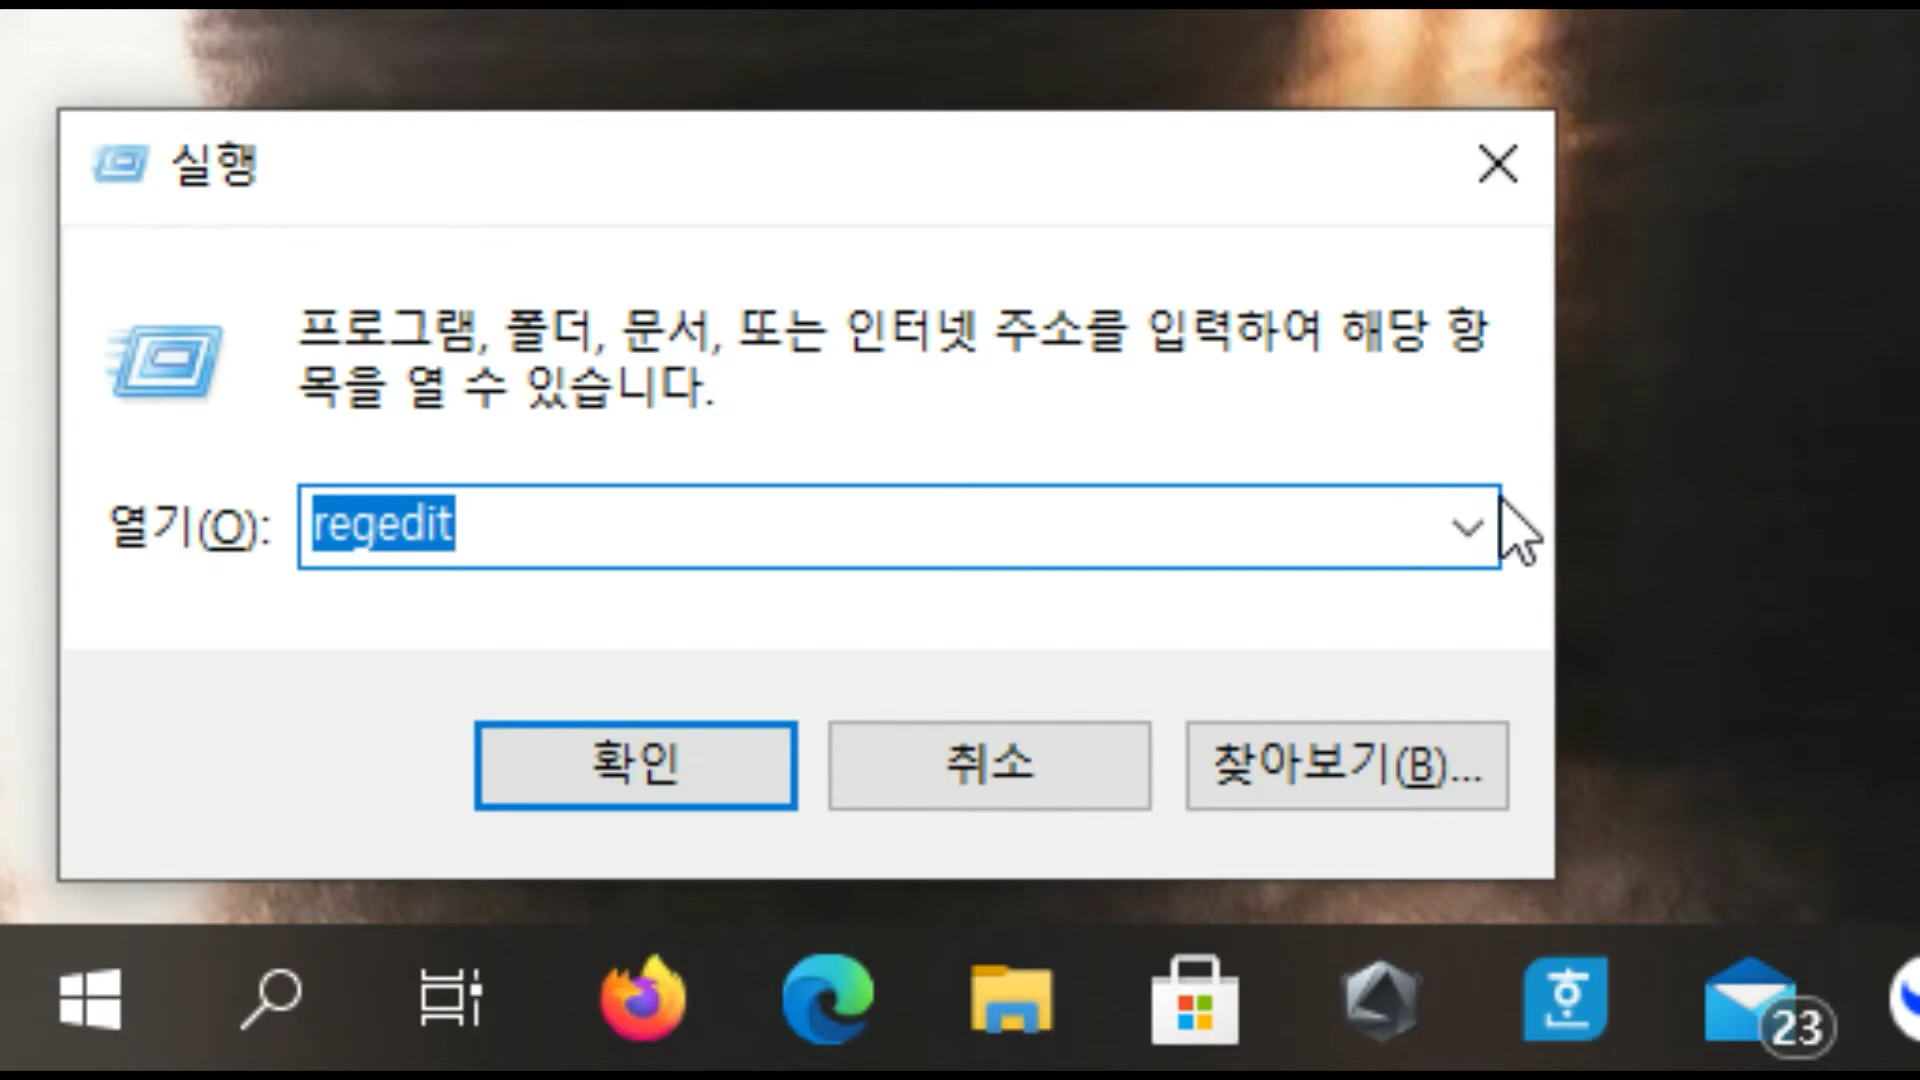 실행
프로그램, 폴더, 문서, 또는 인터넷 주소를 입력하여 해당 항
목을 열 수 있습니다.
열기(O): regedit
확인 취소 찾아보기(B)...
ㅎ
23